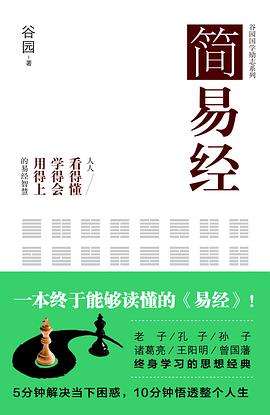 谷园国学励志系列
谷园·著
简易经
人人
看得懂
学得会
用得上
的易经智慧
一本终于能够读懂的《易经》!
老子/孔子/孙子
诸葛亮/王阳明/曾国藩
终身学习的思想经典
5分钟解决当下困惑，10分钟悟透整个人生